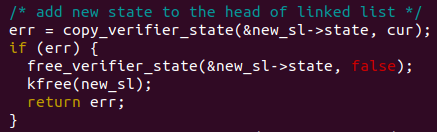 /* add new state to the head of linked list */
err = copy_verifier_state(&new_sl->state, cur);
if (err) {
free_verifier_state(&new_sl->state, false);
kfree(new_sl);
return err;
}